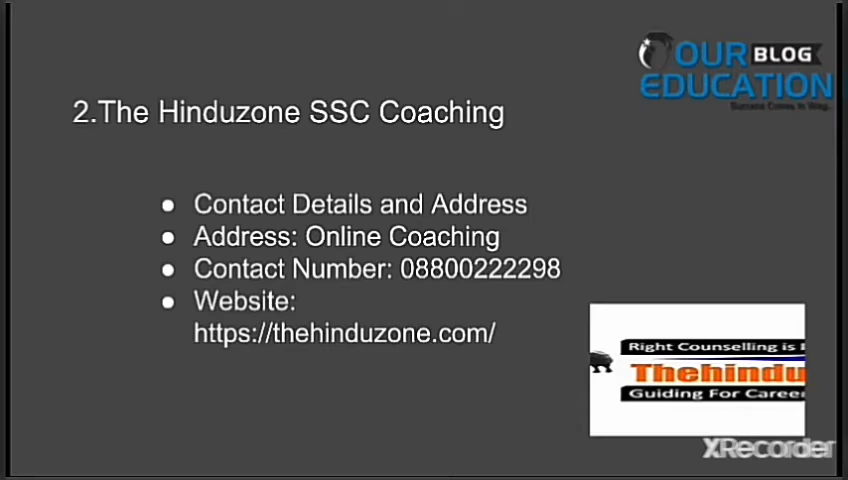 OUR BLOG
EDUCATION
2.The Hinduzone SSC Coaching
● Contact Details and Address
● Address: Online Coaching
● Contact Number: 08800222298
● Website:
https://thehinduzone.com/
Right Counselling is
Thehindu
Guiding For Career
XRecorder